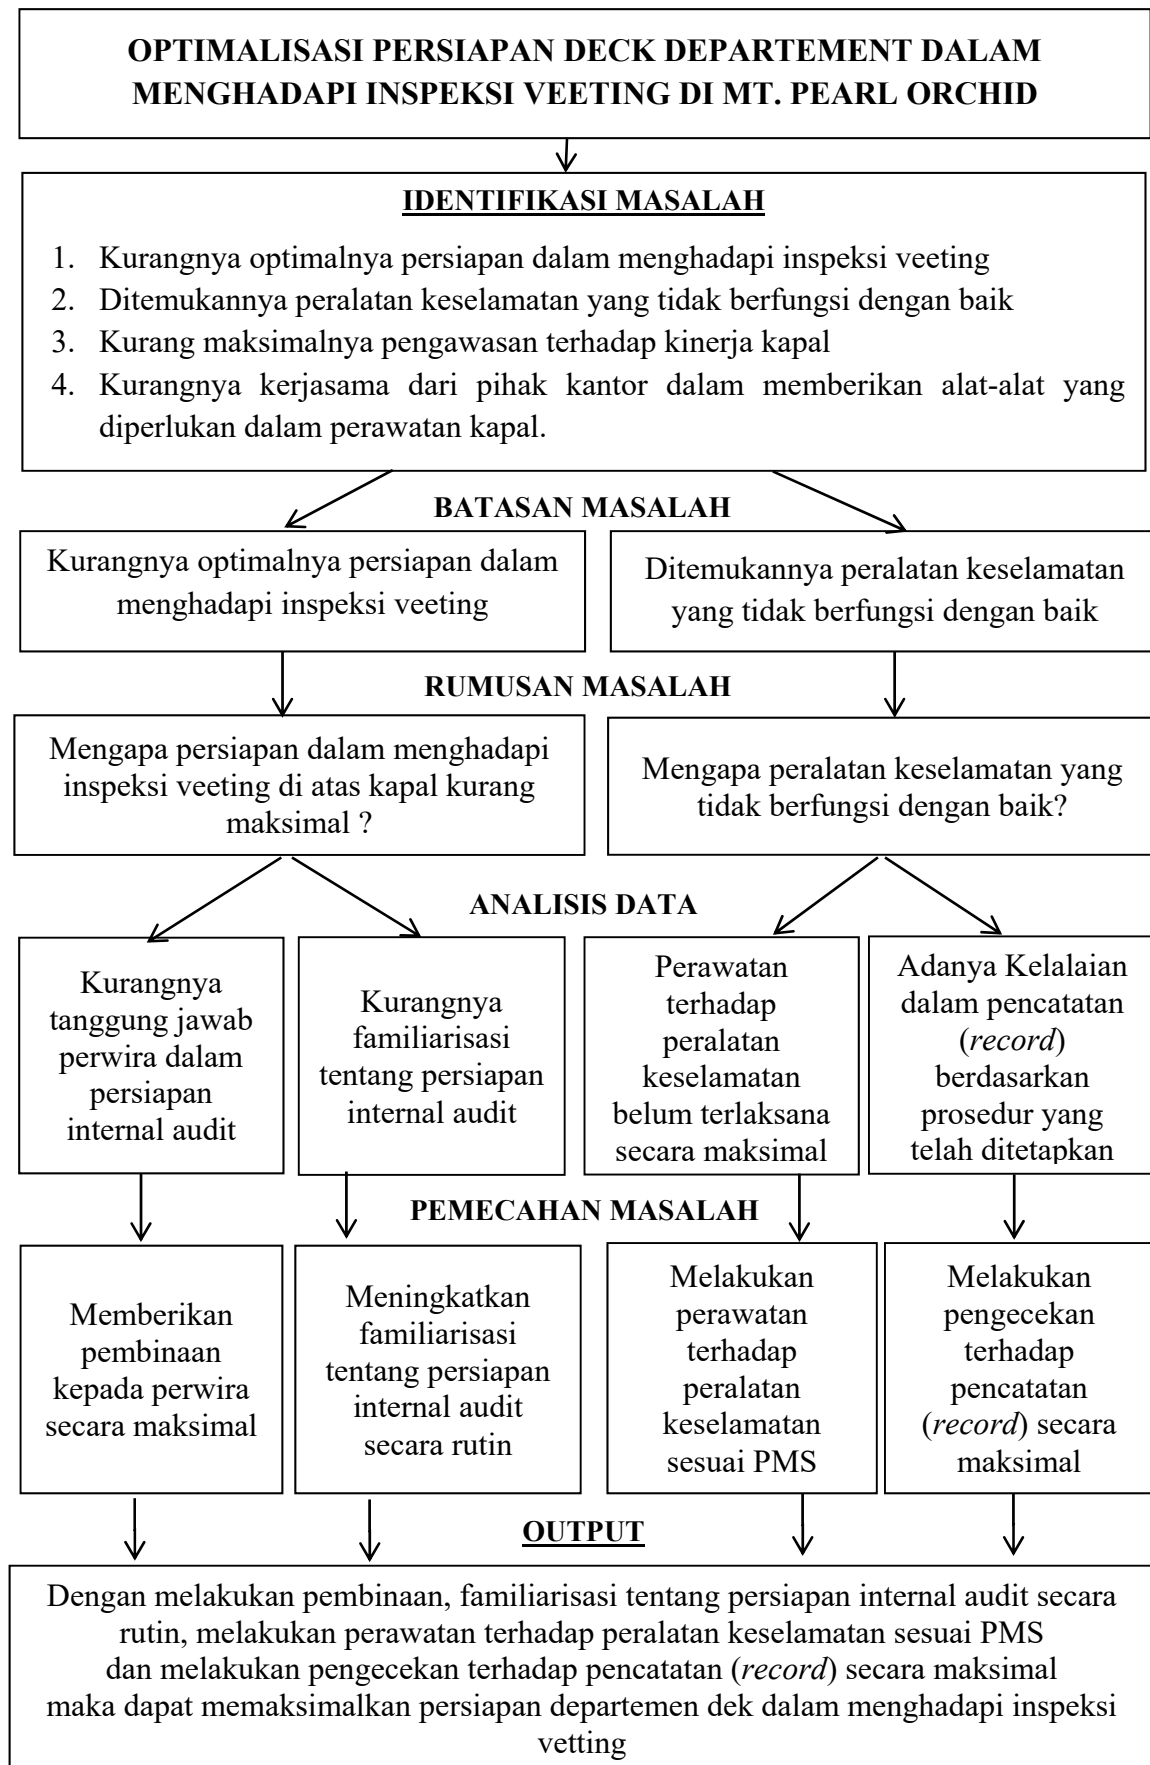 OPTIMALISASI PERSIAPAN DECK DEPARTEMENT DALAM
MENGHADAPI INSPEKSI VEETING DI MT. PEARL ORCHID
IDENTIFIKASI MASALAH
1. Kurangnya optimalnya persiapan dalam menghadapi inspeksi veeting
2. Ditemukannya peralatan keselamatan yang tidak berfungsi dengan baik
3. Kurang maksimalnya pengawasan terhadap kinerja kapal
4. Kurangnya kerjasama dari pihak kantor dalam memberikan alat-alat yang
diperlukan dalam perawatan kapal.
BATASAN MASALAH
Kurangnya optimalnya persiapan dalam
menghadapi inspeksi veeting
Ditemukannya peralatan keselamatan
yang tidak berfungsi dengan baik
RUMUSAN MASALAH
Mengapa persiapan dalam menghadapi
inspeksi veeting di atas kapal kurang
maksimal ?
Mengapa peralatan keselamatan yang
tidak berfungsi dengan baik?
ANALISIS DATA
Kurangnya
tanggung jawab
perwira dalam
persiapan
internal audit
Kurangnya
familiarisasi
tentang persiapan
internal audit
Perawatan
terhadap
peralatan
keselamatan
belum terlaksana
secara maksimal
Adanya Kelalaian
dalam pencatatan
(record)
berdasarkan
prosedur yang
telah ditetapkan
PEMECAHAN MASALAH
Memberikan
pembinaan
kepada perwira
secara maksimal
Meningkatkan
familiarisasi
tentang persiapan
internal audit
secara rutin
Melakukan
perawatan
terhadap
peralatan
keselamatan
sesuai PMS
Melakukan
pengecekan
terhadap
pencatatan
(record) secara
maksimal
OUTPUT
Dengan melakukan pembinaan, familiarisasi tentang persiapan internal audit secara
rutin, melakukan perawatan terhadap peralatan keselamatan sesuai PMS
dan melakukan pengecekan terhadap pencatatan (record) secara maksimal
maka dapat memaksimalkan persiapan departemen dek dalam menghadapi inspeksi
vetting